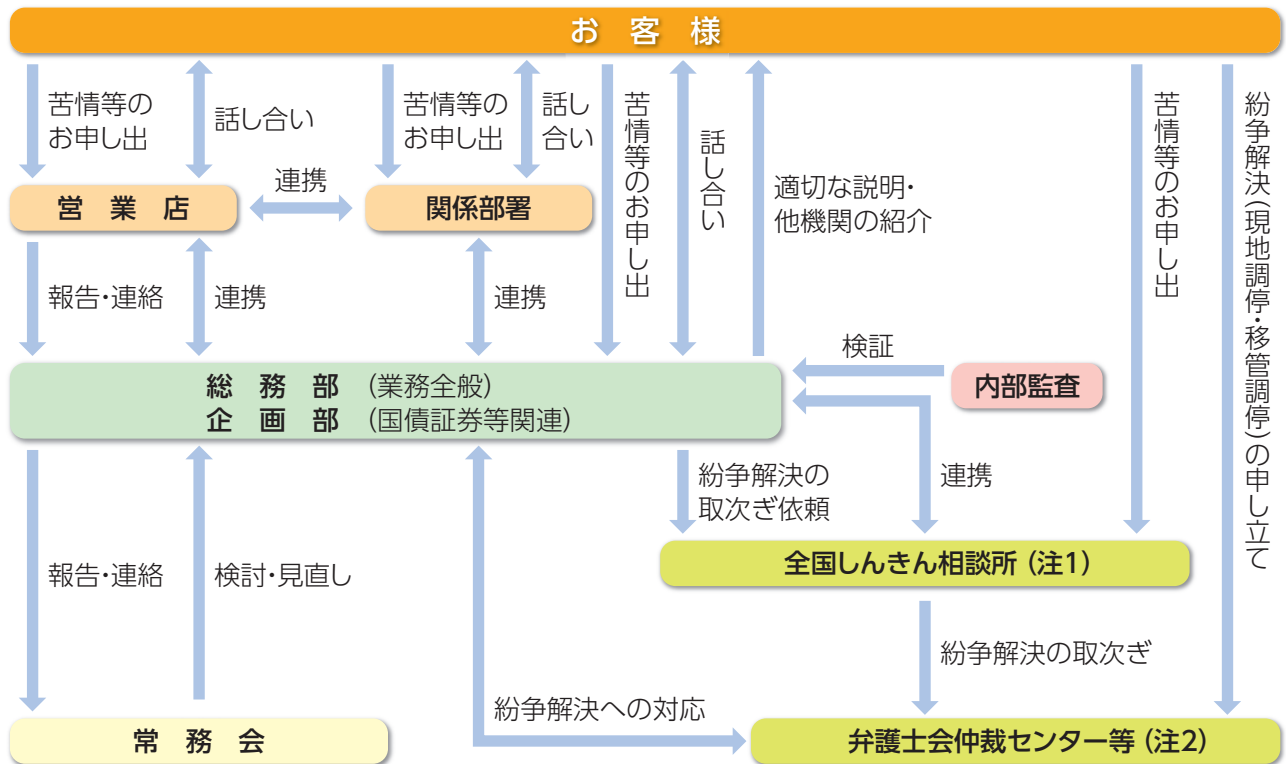 お客様
苦情等の
お申し出
話し合い
苦情等の
お申し出
話し
合い
苦情等のお申し出
話し合い
適切な説明・
他機関の紹介
苦情等のお申し出
紛争解決(現地調停・移管調停)の申し立て
営業店
連携
関係部署
報告・連絡
連携
連携
検証
内部監査
総務部(業務全般)
企画部(国債証券等関連)
紛争解決の
取次ぎ依頼
連携
全国しんきん相談所(注1)
報告・連絡
検討・見直し
紛争解決の取次ぎ
紛争解決への対応
常務会
弁護士会仲裁センター等(注2)